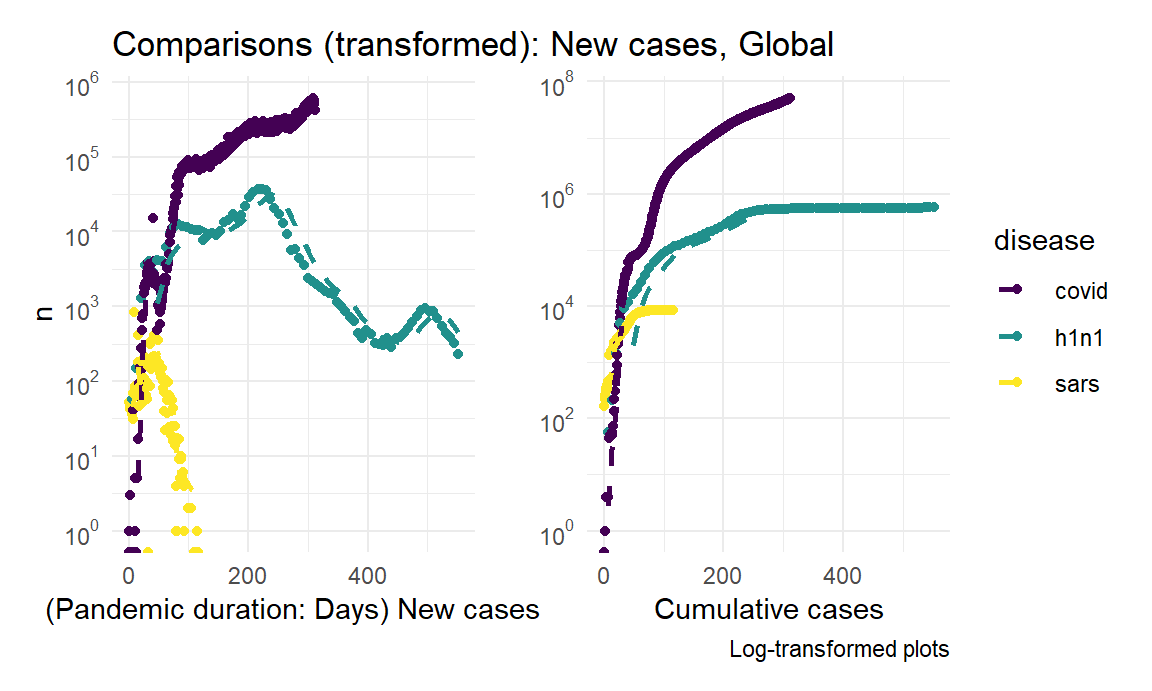 Comparisons (transformed): New cases, Global
n
10^6
10^5
10^4
10^3
10^2
10^1
10^0
0 200 400
(Pandemic duration: Days) New cases
10^8
10^6
10^4
10^2
10^0
0 200 400
Cumulative cases
disease
covid
h1n1
sars
Log-transformed plots